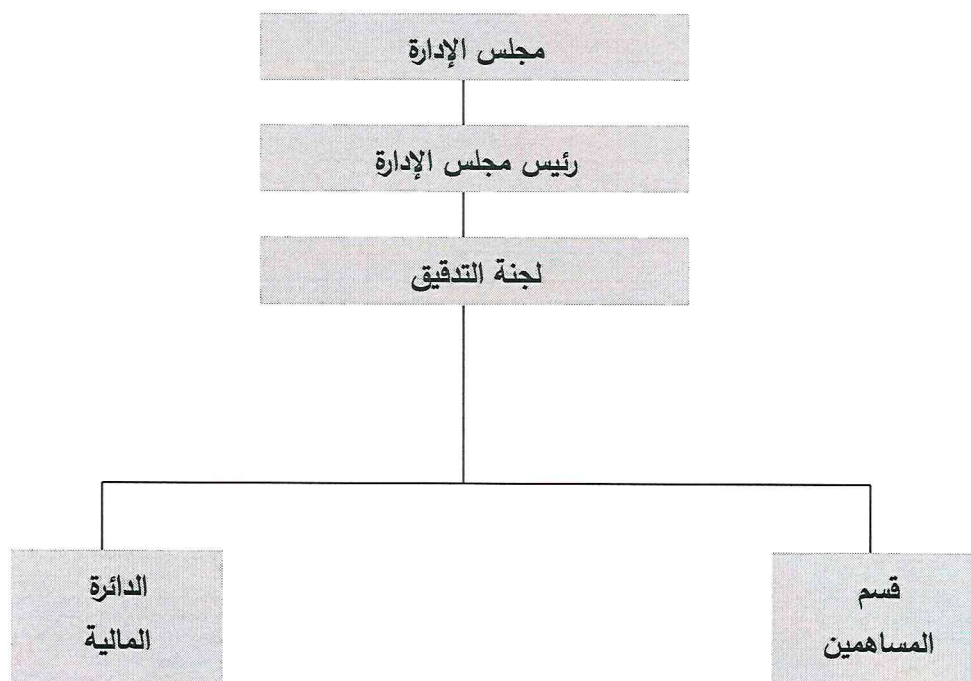 مجلس الإدارة
رئيس مجلس الإدارة
لجنة التدقيق
قسم
المساهمين
الدائرة
المالية